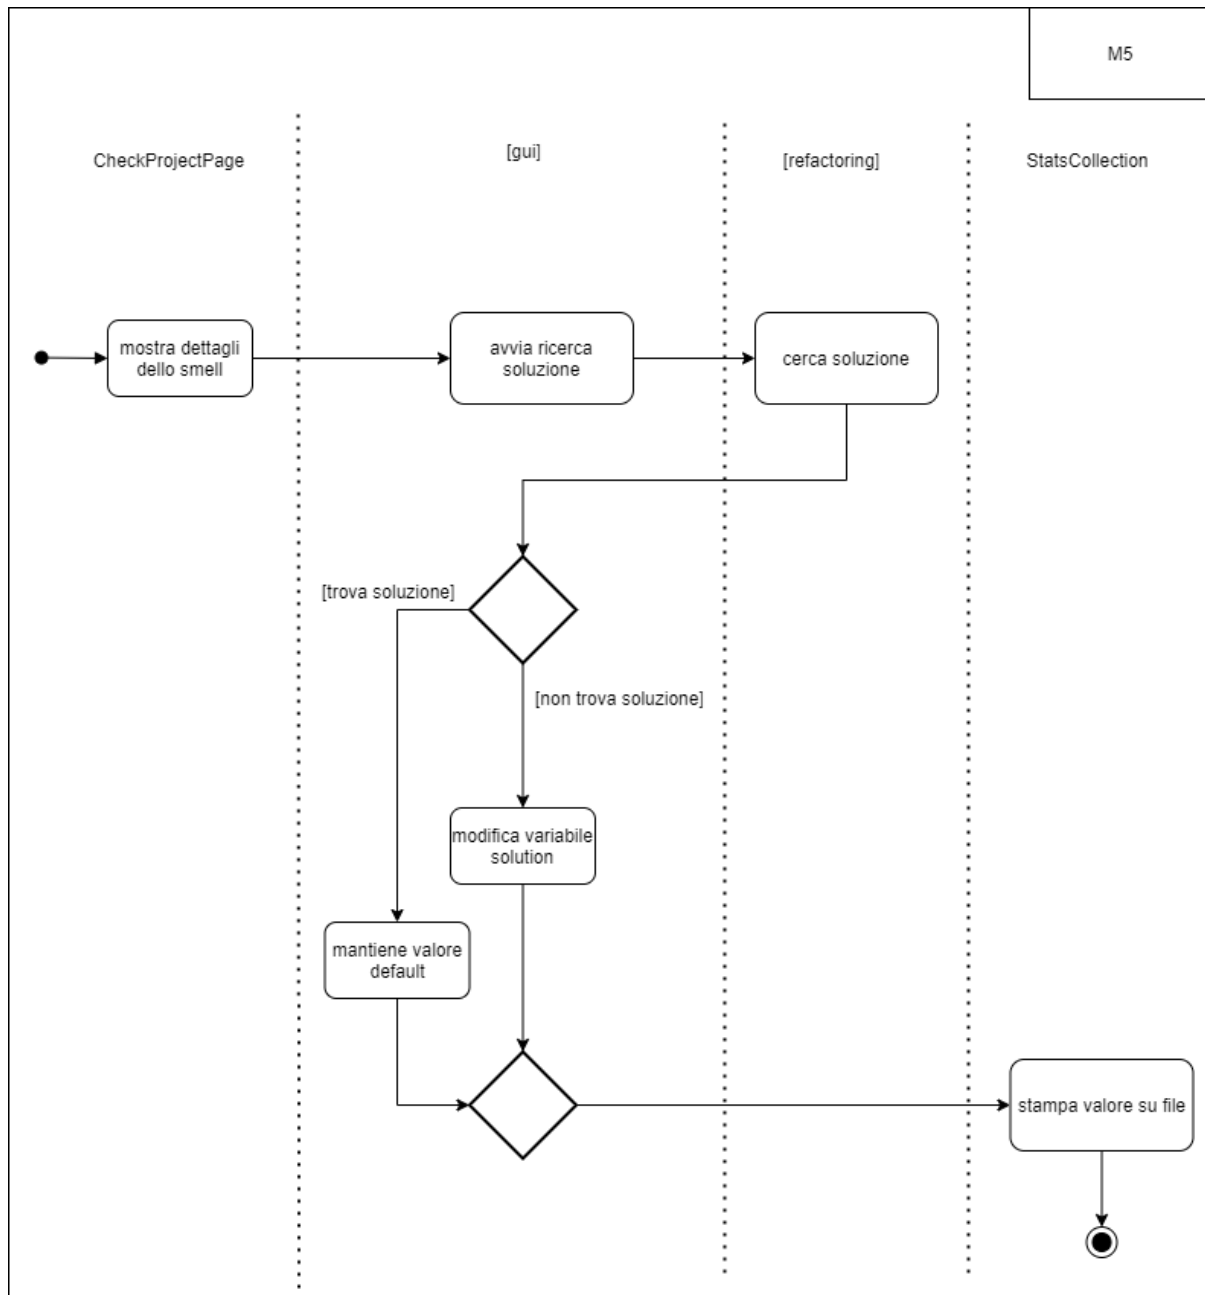 M5
CheckProjectPage
[gui]
[refactoring]
StatsCollection
mostra dettagli
dello smell
avvia ricerca
soluzione
cerca soluzione
[trova soluzione]
[non trova soluzione]
modifica variabile
solution
mantiene valore
default
stampa valore su file